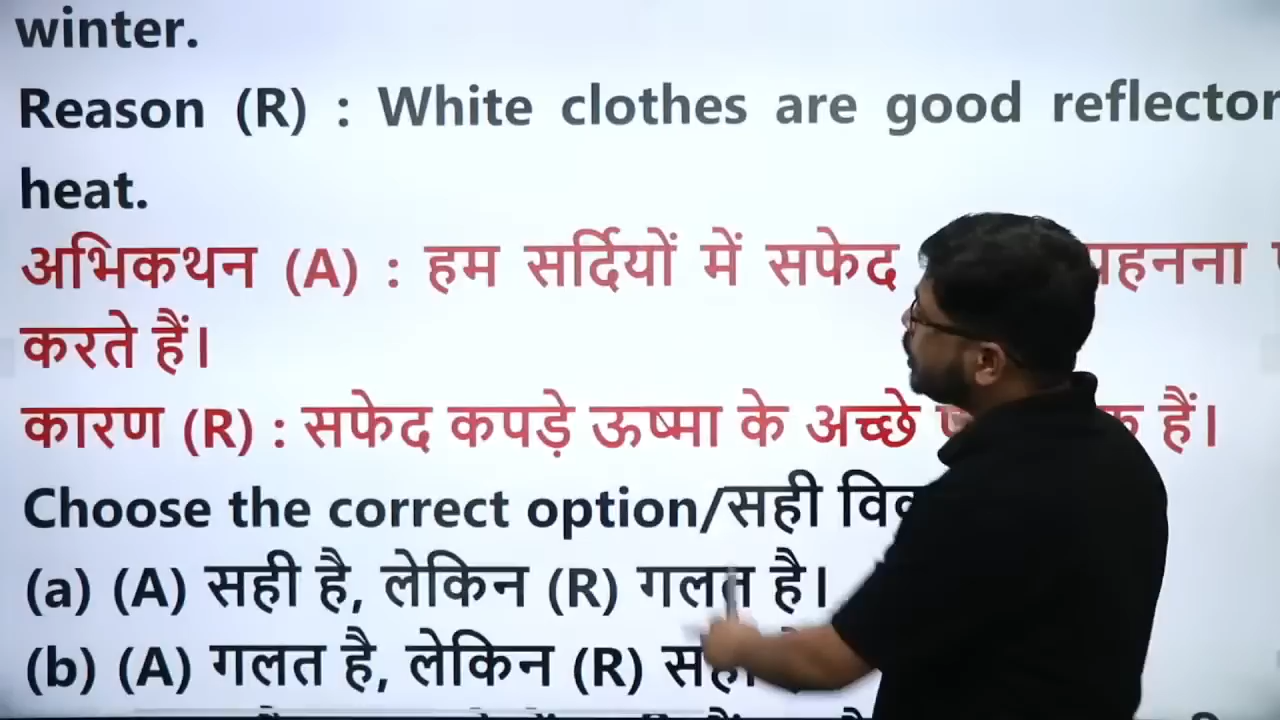 winter.
Reason (R) : White clothes are good reflector
heat.
अभिकथन (A) : हम सर्दियों में सफेद पहनना
करते हैं।
कारण (R) : सफेद कपड़े ऊष्मा के अच्छे हैं।
Choose the correct option/सही
(a) (A) सही है, लेकिन (R) गलत है।
(b) (A) गलत है, लेकिन (R)